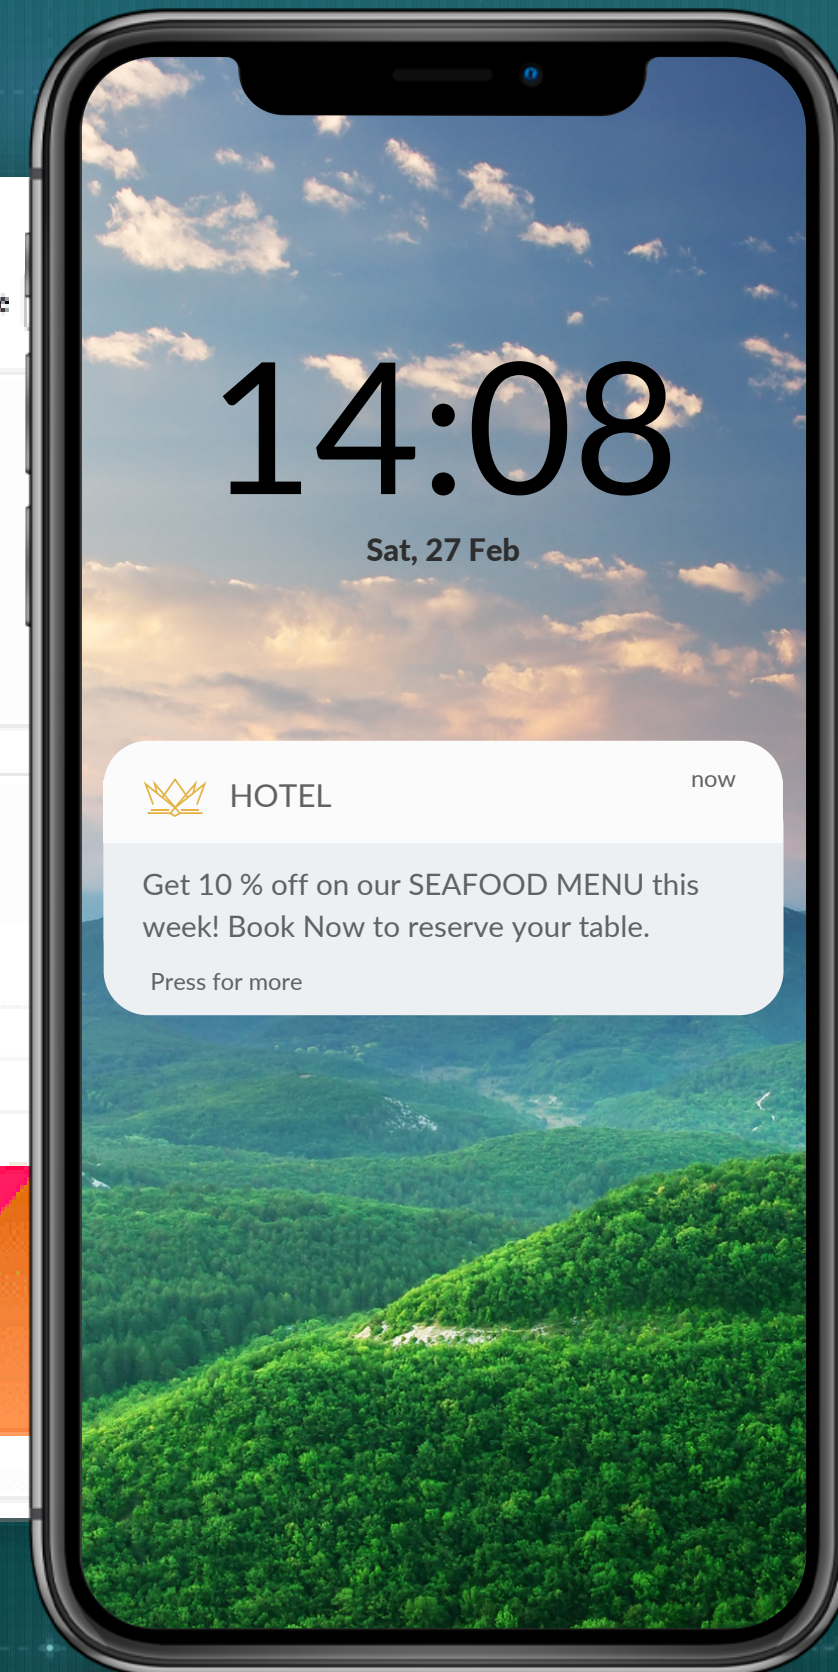 14:08
Sat, 27 Feb
HOTEL
now
Get 10 % off on our SEAFOOD MENU this
week! Book Now to reserve your table.
Press for more